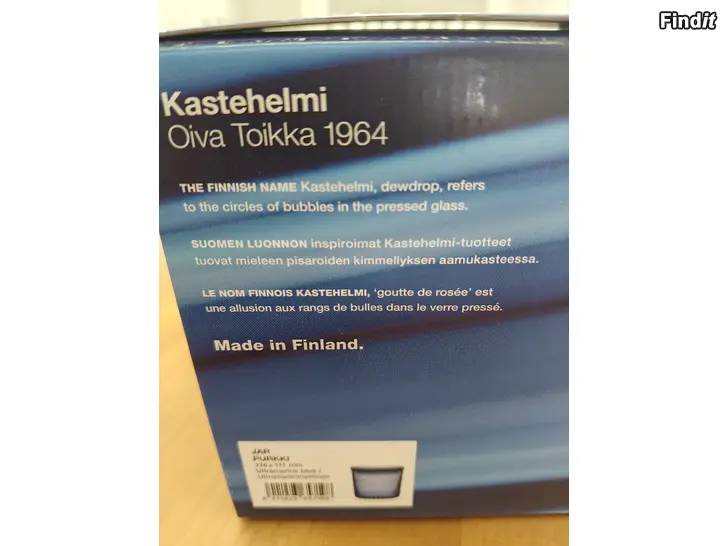 Findit
Kastehelmi
Oiva Toikka 1964
THE FINNISH NAME Kastehelmi, dewdrop, refers
to the circles of bubbles in the pressed glass.
SUOMEN LUONNON inspiroimat Kastehelmi-tuotteet
tuovat mieleen pisaroiden kimmellyksen aamukasteessa.
LE NOM FINNOIS KASTEHELMI, ‘goutte de rosée’ est
une allusion aux rangs de bulles dans le verre pressé.
Made in Finland.
JAR
PURKKI